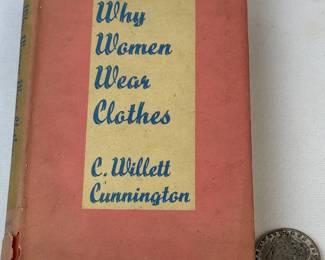 Why
Women
Wear
Clothes
C. Willett
Cunnington